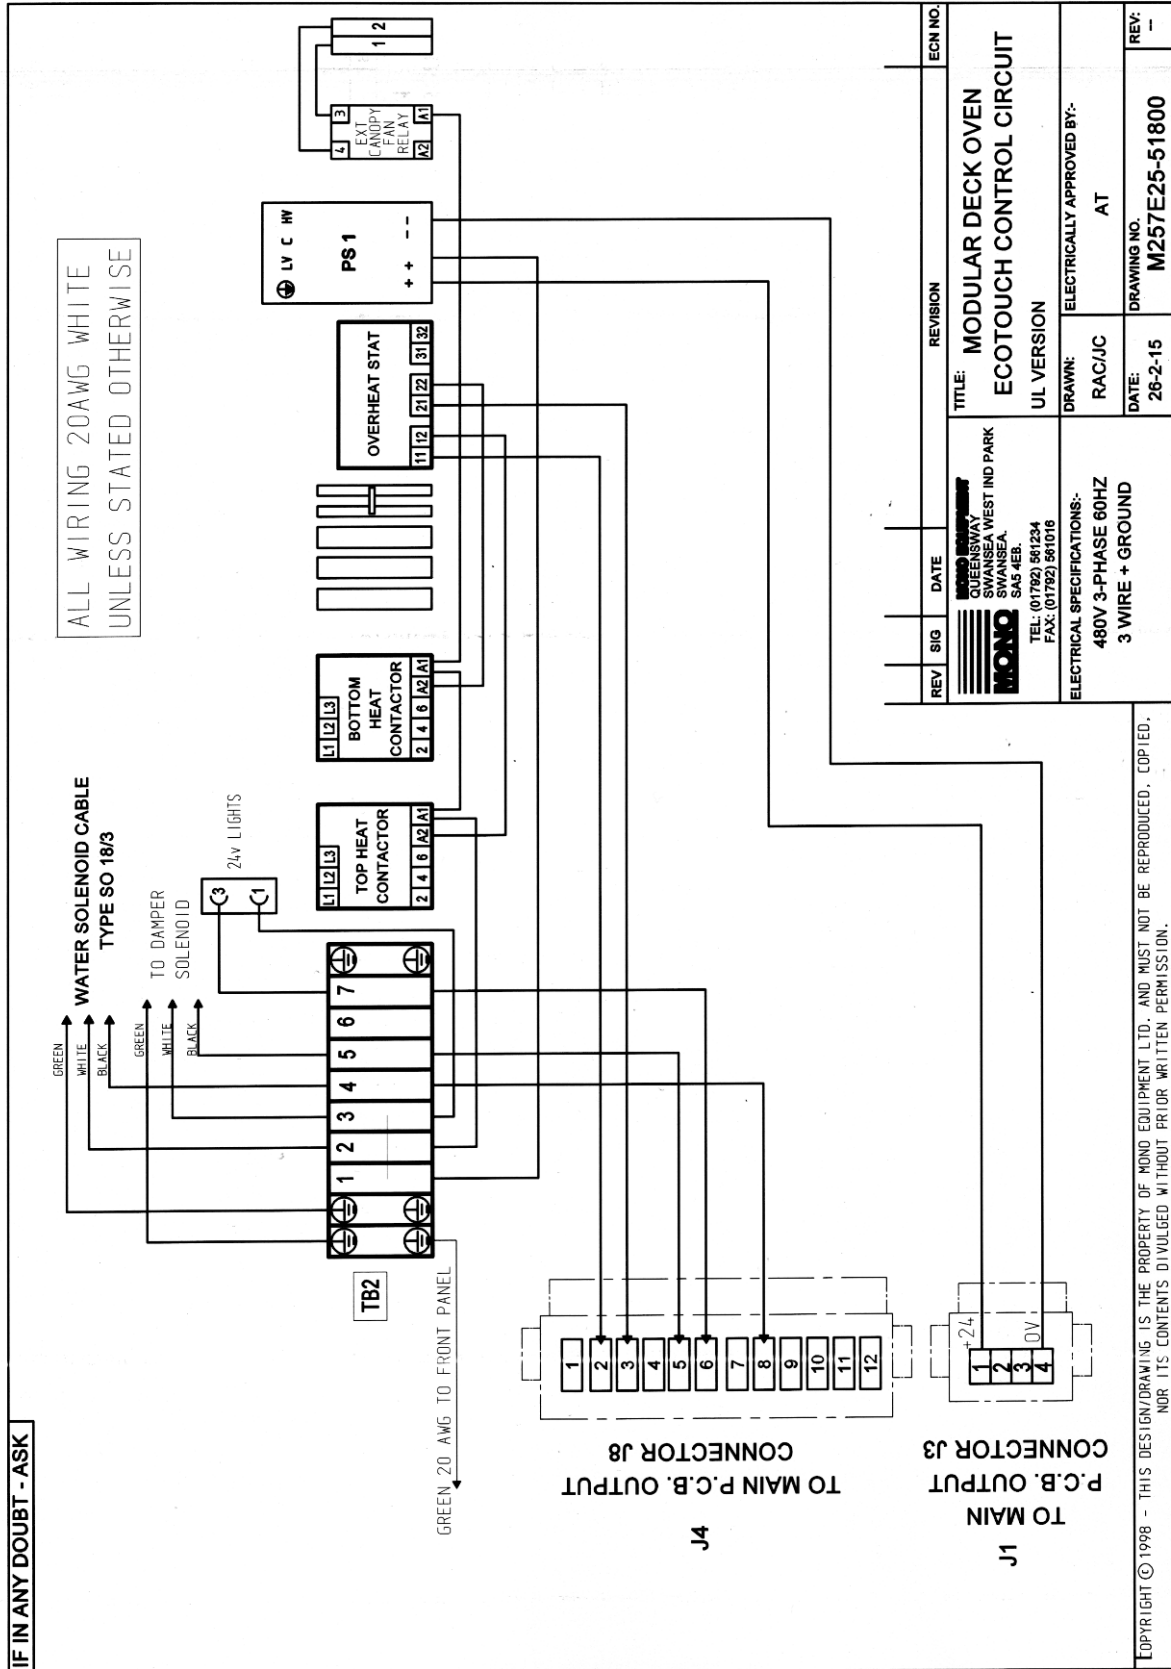 IF IN ANY DOUBT - ASK
ALL WIRING 20AWG WHITE
UNLESS STATED OTHERWISE
WATER SOLENOID CABLE
TYPE SO 18/3
GREEN
WHITE
BLACK
TO DAMPER
SOLENOID
GREEN
WHITE
BLACK
24v LIGHTS
3
1
TB2
1 2 3 4 5 6 7
GREEN 20 AWG TO FRONT PANEL
L1 L2 L3
TOP HEAT
CONTACTOR
2 4 6 A2 A1
L1 L2 L3
BOTTOM
HEAT
CONTACTOR
2 4 6 A2 A1
OVERHEAT STAT
11 12 21 22 31 32
LV C HV
PS 1
+ + - -
4 3
EXT
CANOPY
FAN
RELAY
A2 A1
1 2
J4
TO MAIN P.C.B. OUTPUT
CONNECTOR J8
1
2
3
4
5
6
7
8
9
10
11
12
J1
TO MAIN
P.C.B. OUTPUT
CONNECTOR J3
+24
0V
1
2
3
4
REV SIG DATE REVISION ECN NO.
MONO
MONO EQUIPMENT
QUEENSWAY
SWANSEA WEST IND PARK
SWANSEA.
SA5 4EB.
TEL: (01792) 561234
FAX: (01792) 561016
TITLE: MODULAR DECK OVEN
ECOTOUCH CONTROL CIRCUIT
UL VERSION
ELECTRICAL SPECIFICATIONS:-
480V 3-PHASE 60HZ
3 WIRE + GROUND
DRAWN:
RAC/JC
ELECTRICALLY APPROVED BY:-
AT
DATE:
26-2-15
DRAWING NO.
M257E25-51800
REV:
--
COPYRIGHT © 1998 - THIS DESIGN/DRAWING IS THE PROPERTY OF MONO EQUIPMENT LTD. AND MUST NOT BE REPRODUCED, COPIED,
NOR ITS CONTENTS DIVULGED WITHOUT PRIOR WRITTEN PERMISSION.